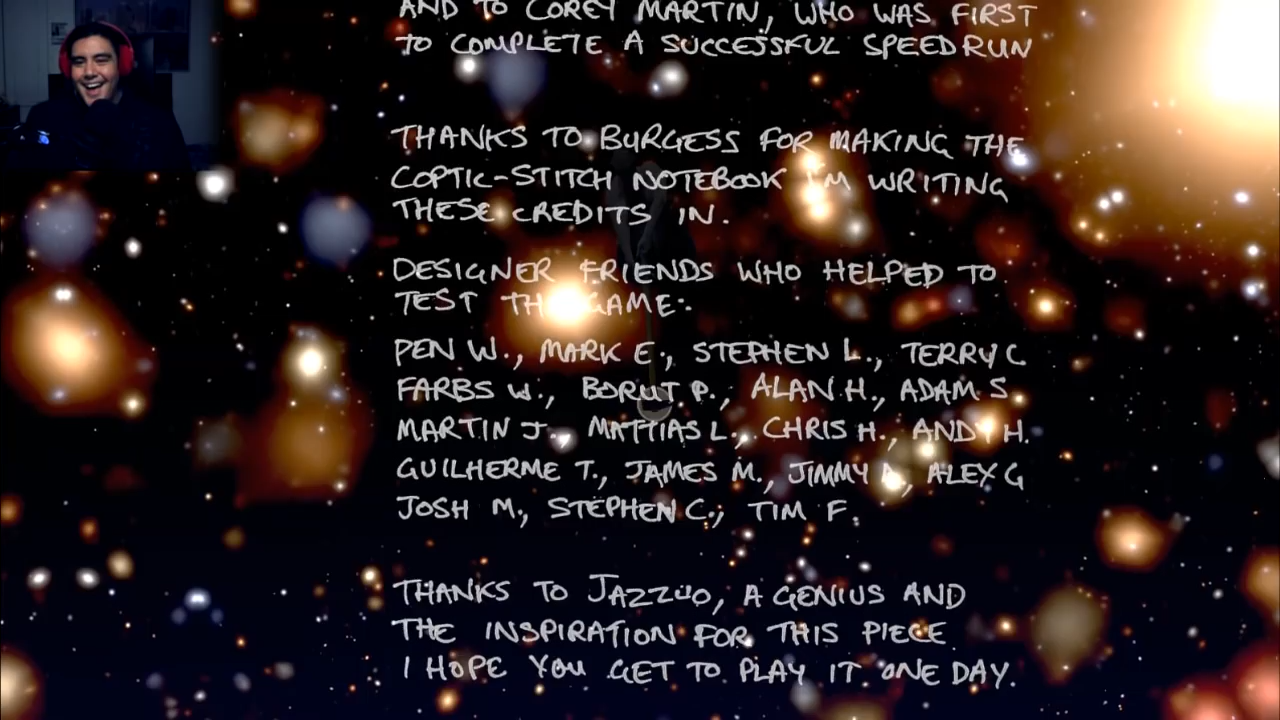 AND TO COREY MARTIN, WHO WAS FIRST
TO COMPLETE A SUCCESSFUL SPEEDRUN
THANKS TO BURGESS FOR MAKING THE
COPTIC-STITCH NOTEBOOK I'M WRITING
THESE CREDITS IN.
DESIGNER FRIENDS WHO HELPED TO
TEST THE GAME:
PEN W., MARK E., STEPHEN L., TERRY C
FARBS W., BORUT P., ALAN H., ADAM S
MARTIN J., MATTIAS L., CHRIS H., ANDY H.
GUILHERME T., JAMES M., JIMMY ALEX G
JOSH M., STEPHEN C., TIM F.
THANKS TO JAZZUO, A GENIUS AND
THE INSPIRATION FOR THIS PIECE
I HOPE YOU GET TO PLAY IT ONE DAY.